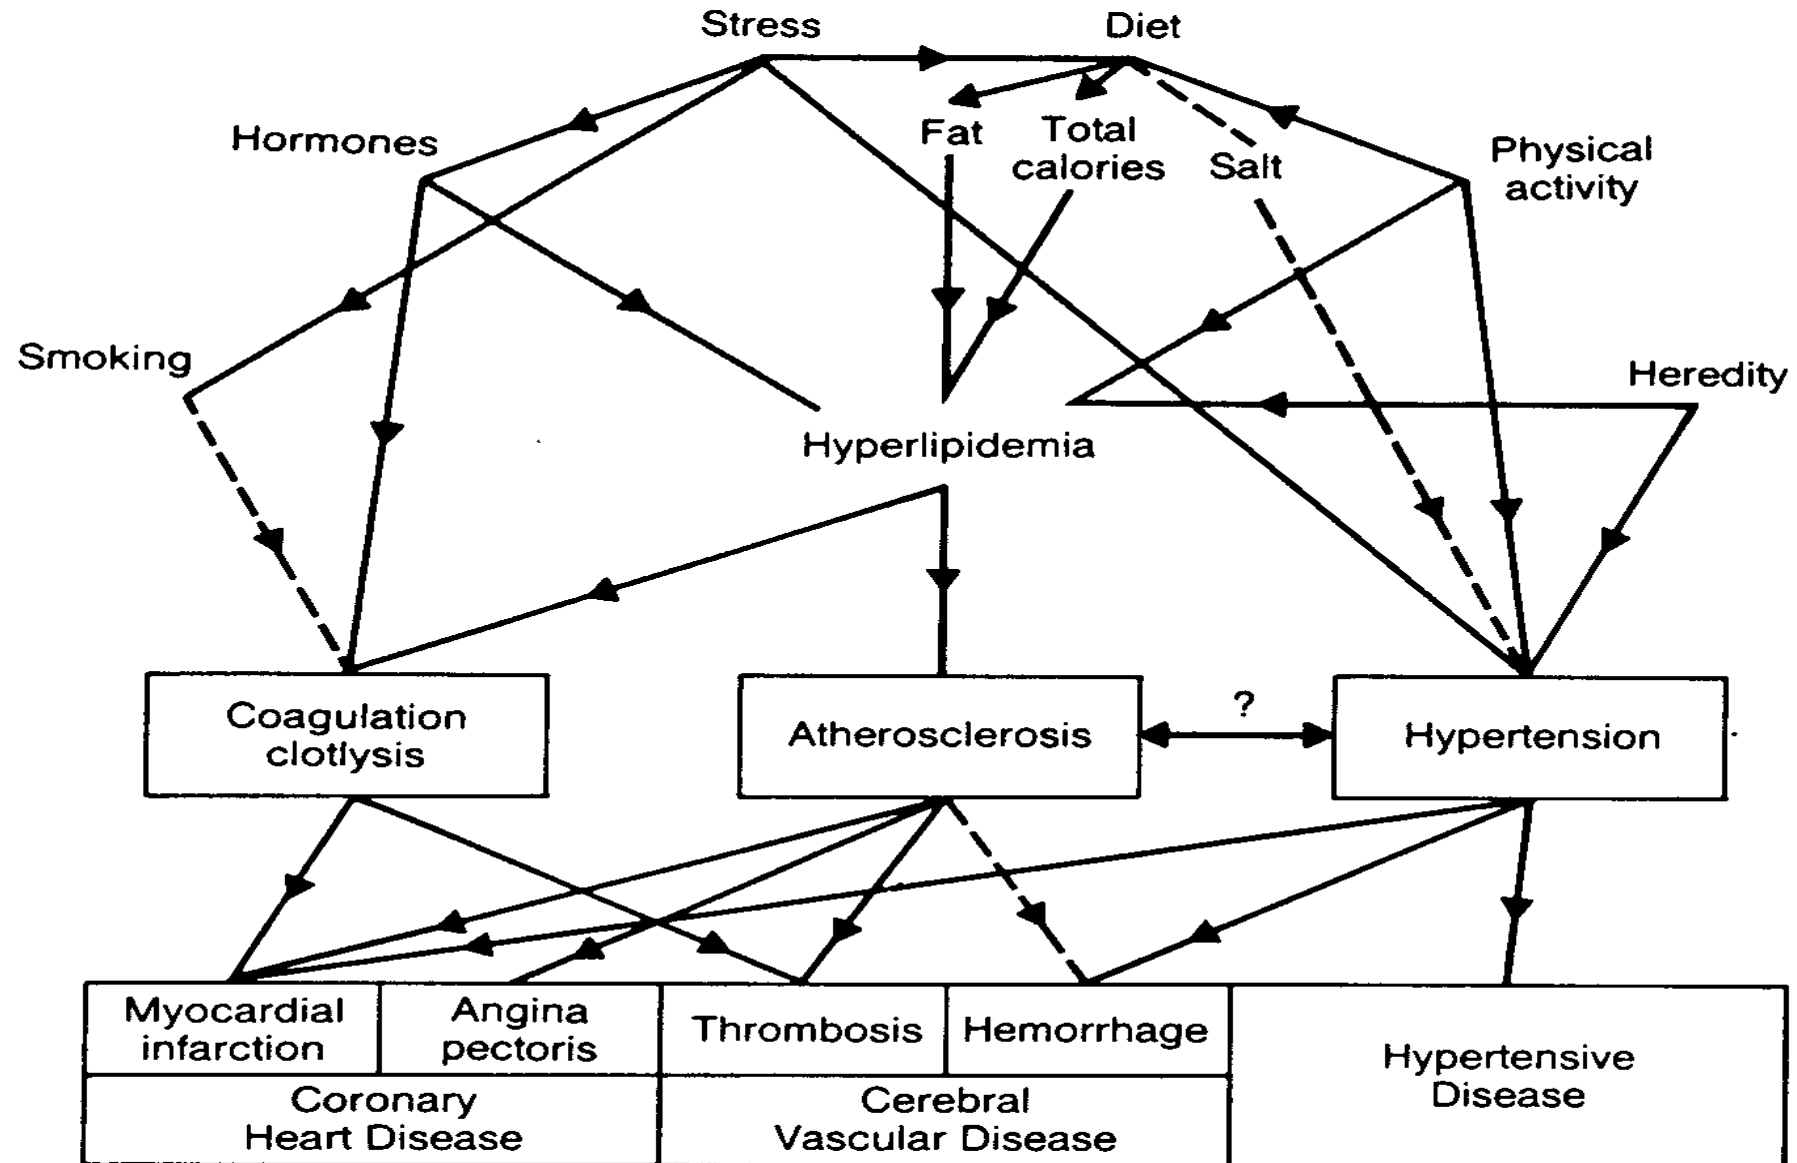 Stress
Diet
Hormones
Fat
Total
calories
Salt
Physical
activity
Smoking
Heredity
Hyperlipidemia
Coagulation
clotlysis
Atherosclerosis
?
Hypertension
Myocardial
infarction
Angina
pectoris
Thrombosis
Hemorrhage
Hypertensive
Disease
Coronary
Heart Disease
Cerebral
Vascular Disease